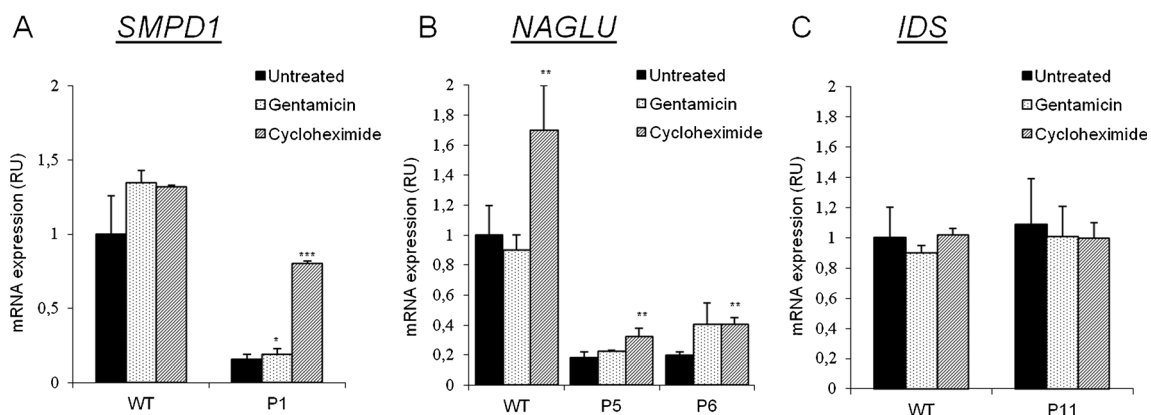 A SMPD1
Untreated
Gentamicin
Cycloheximide
mRNA expression (RU)
2
1,5
1
0,5
0
*
***
WT P1
B NAGLU
Untreated
Gentamicin
Cycloheximide
mRNA expression (RU)
2
1,8
1,6
1,4
1,2
1
0,8
0,6
0,4
0,2
0
**
**
**
WT P5 P6
C IDS
Untreated
Gentamicin
Cycloheximide
mRNA expression (RU)
2
1,8
1,6
1,4
1,2
1
0,8
0,6
0,4
0,2
0
WT P11